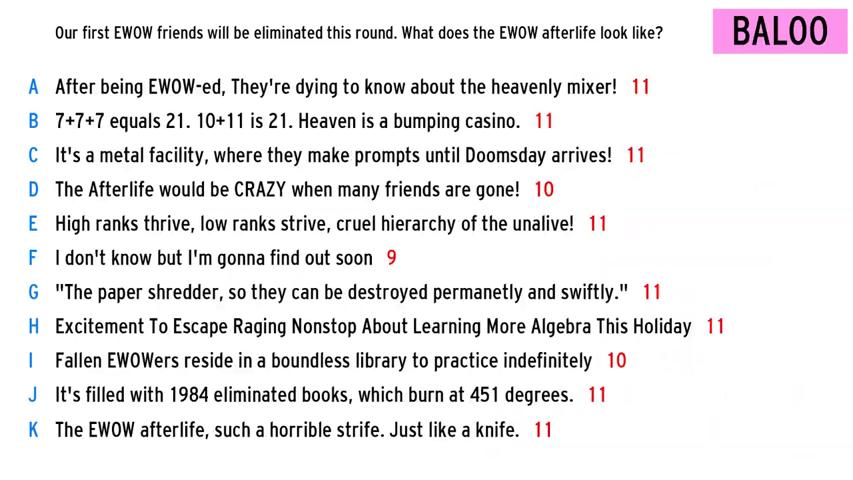 Our first EWOW friends will be eliminated this round. What does the EWOW afterlife look like?
BALOO
A After being EWOW-ed, They're dying to know about the heavenly mixer! 11
B 7+7+7 equals 21. 10+11 is 21. Heaven is a bumping casino. 11
C It's a metal facility, where they make prompts until Doomsday arrives! 11
D The Afterlife would be CRAZY when many friends are gone! 10
E High ranks thrive, low ranks strive, cruel hierarchy of the unalive! 11
F I don't know but I'm gonna find out soon 9
G "The paper shredder, so they can be destroyed permanetly and swiftly." 11
H Excitement To Escape Raging Nonstop About Learning More Algebra This Holiday 11
I Fallen EWOWers reside in a boundless library to practice indefinitely 10
J It's filled with 1984 eliminated books, which burn at 451 degrees. 11
K The EWOW afterlife, such a horrible strife. Just like a knife. 11